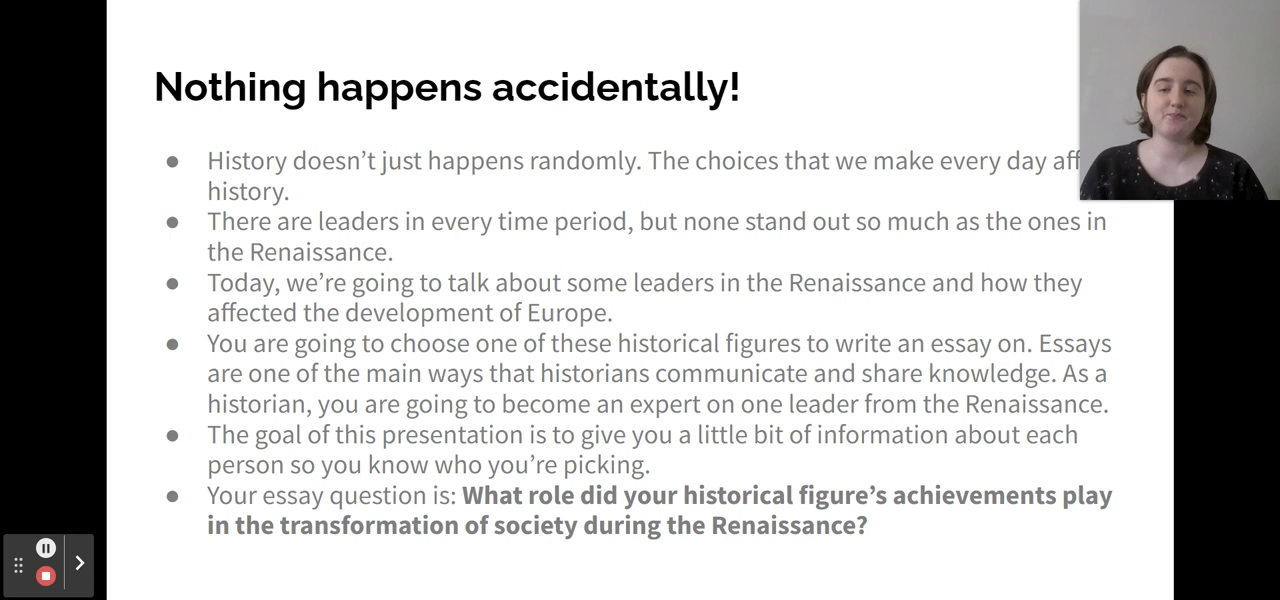 Nothing happens accidentally!
● History doesn't just happens randomly. The choices that we make every day
history.
● There are leaders in every time period, but none stand out so much as the ones in
the Renaissance.
● Today, we're going to talk about some leaders in the Renaissance and how they
affected the development of Europe.
● You are going to choose one of these historical figures to write an essay on. Essays
are one of the main ways that historians communicate and share knowledge. As a
historian, you are going to become an expert on one leader from the Renaissance.
● The goal of this presentation is to give you a little bit of information about each
person so you know who you're picking.
● Your essay question is: What role did your historical figure's achievements play
in the transformation of society during the Renaissance?